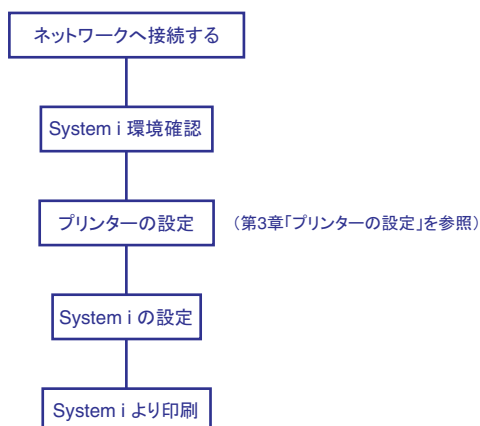 ネットワークへ接続する
System i 環境確認
プリンターの設定 (第3章「プリンターの設定」を参照)
System i の設定
System i より印刷